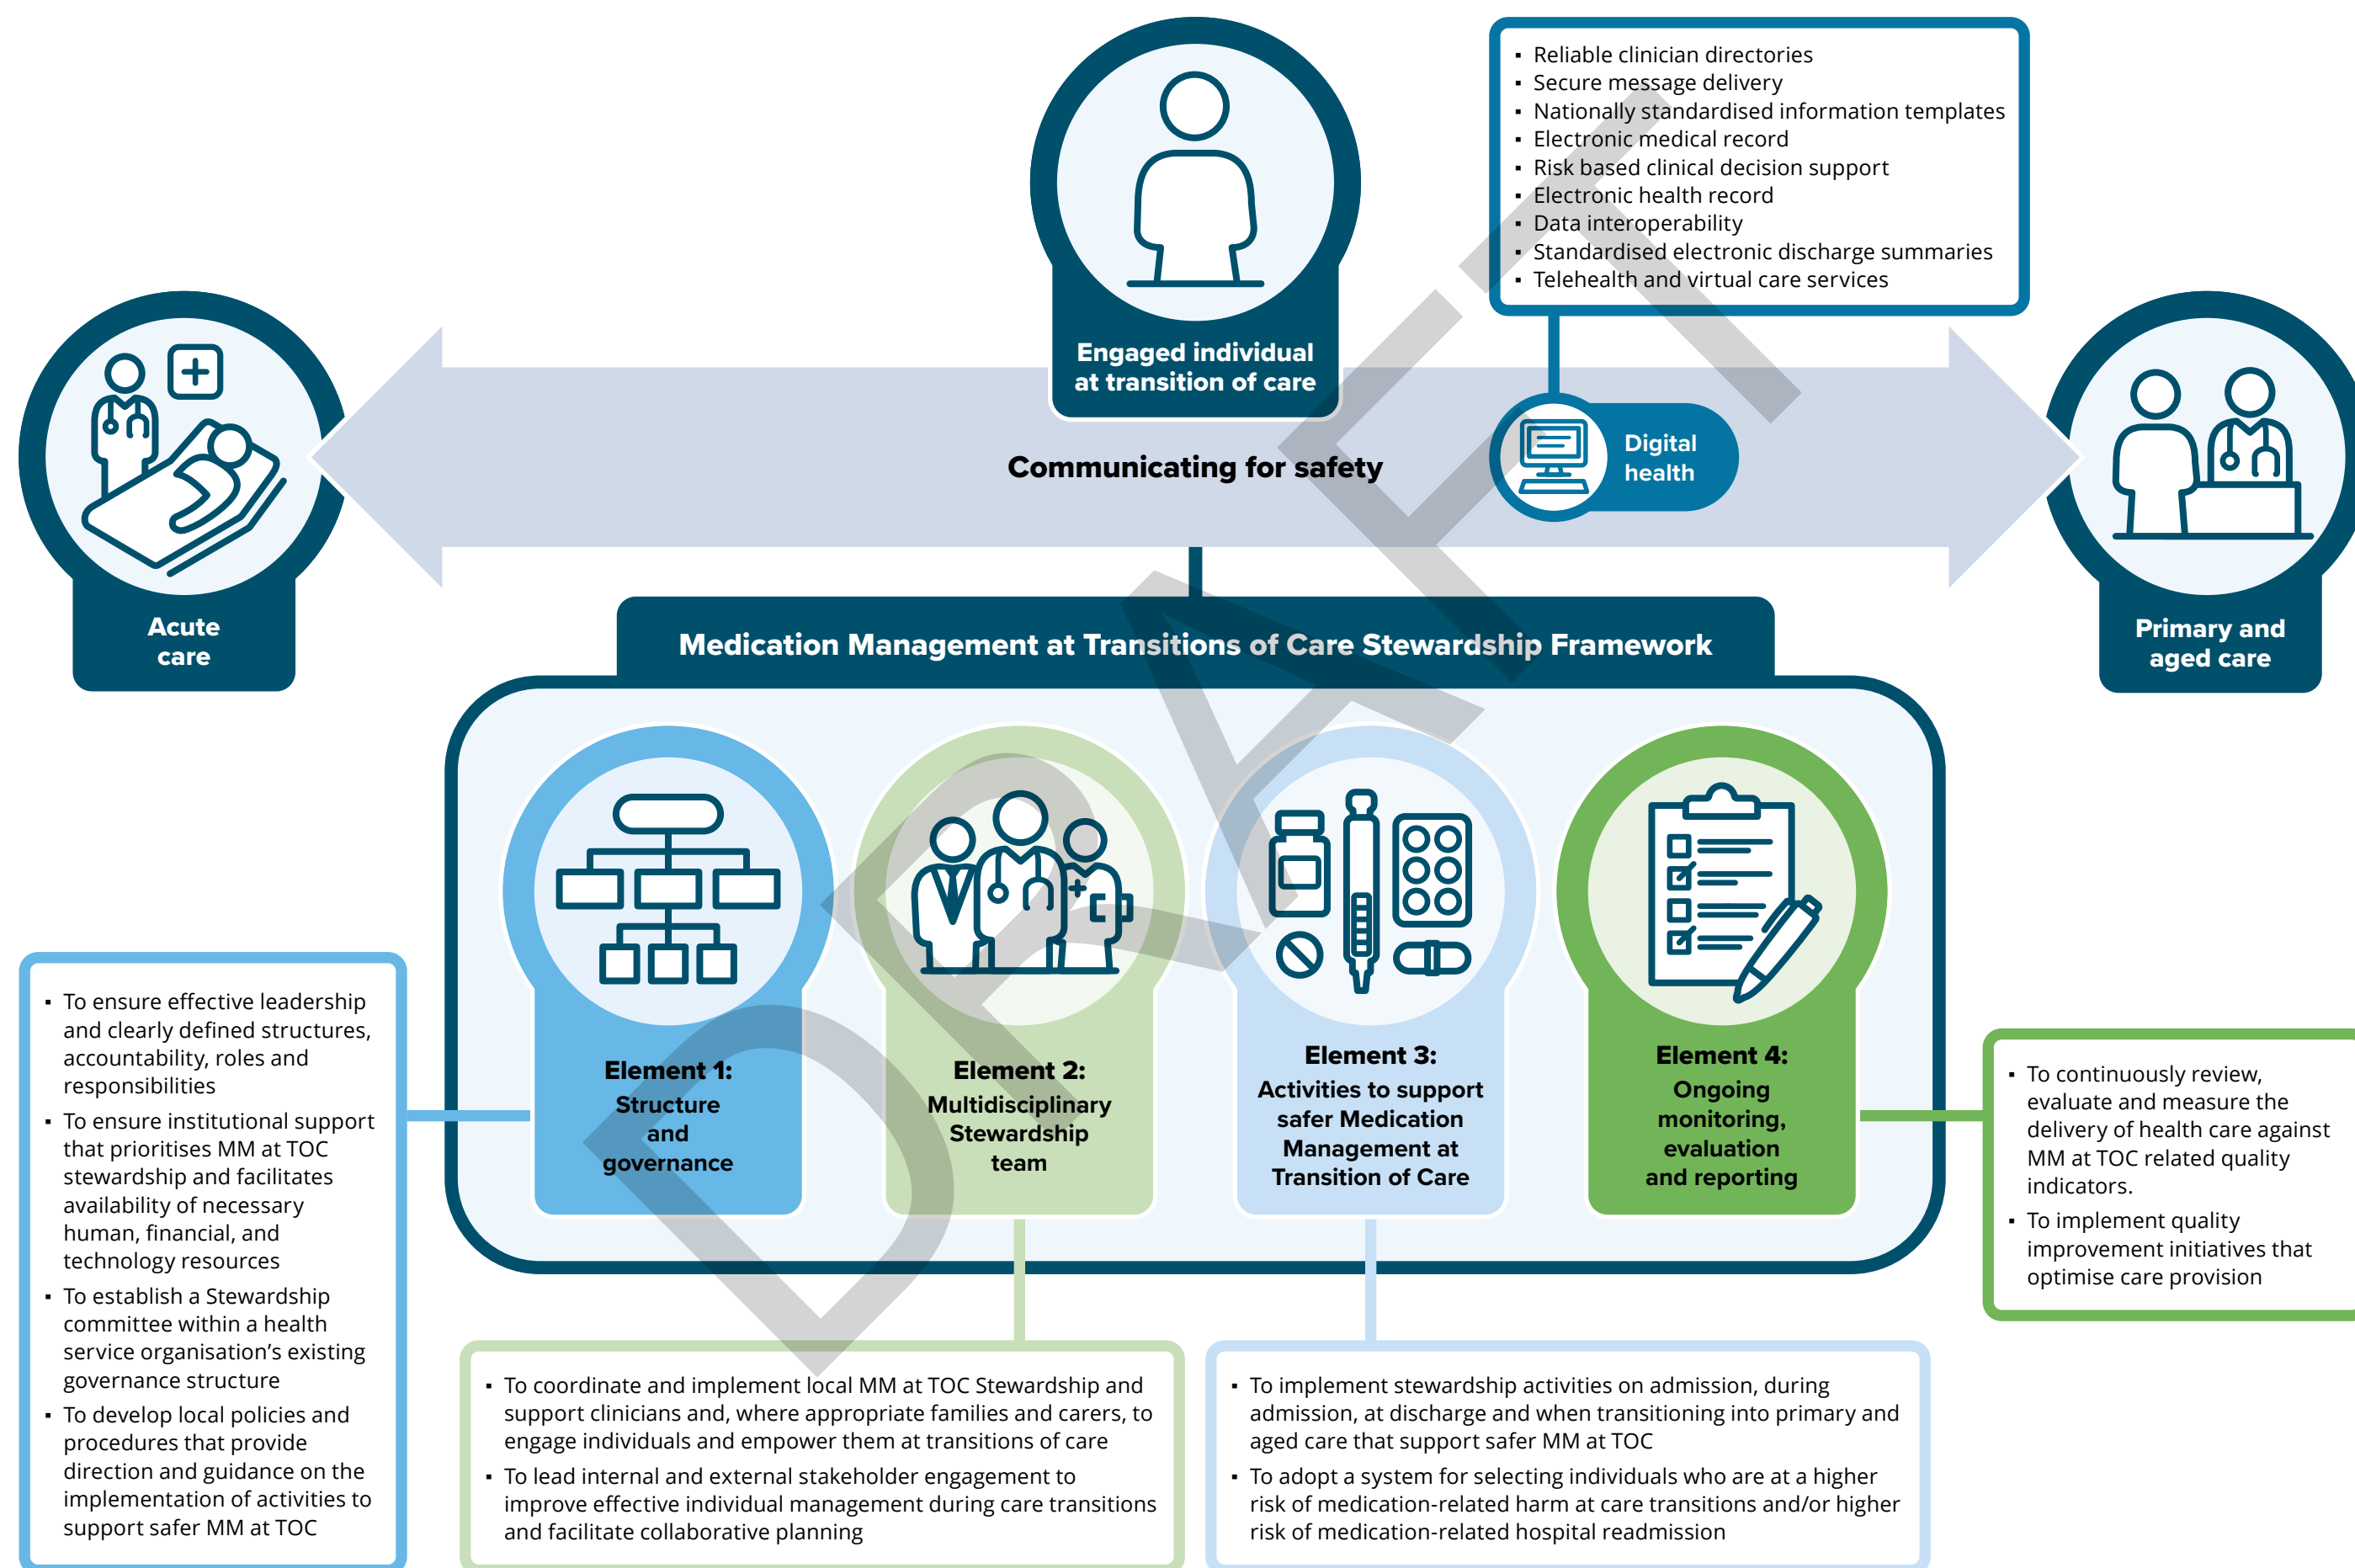 Engaged individual
at transition of care
▪ Reliable clinician directories
▪ Secure message delivery
▪ Nationally standardised information templates
▪ Electronic medical record
▪ Risk based clinical decision support
▪ Electronic health record
▪ Data interoperability
▪ Standardised electronic discharge summaries
▪ Telehealth and virtual care services
Communicating for safety
Digital
health
Acute
care
Primary and
aged care
Medication Management at Transitions of Care Stewardship Framework
Element 1:
Structure
and
governance
Element 2:
Multidisciplinary
Stewardship
team
Element 3:
Activities to support
safer Medication
Management at
Transition of Care
Element 4:
Ongoing
monitoring,
evaluation
and reporting
▪ To ensure effective leadership
and clearly defined structures,
accountability, roles and
responsibilities
▪ To ensure institutional support
that prioritises MM at TOC
stewardship and facilitates
availability of necessary
human, financial, and
technology resources
▪ To establish a Stewardship
committee within a health
service organisation’s existing
governance structure
▪ To develop local policies and
procedures that provide
direction and guidance on the
implementation of activities to
support safer MM at TOC
▪ To coordinate and implement local MM at TOC Stewardship and
support clinicians and, where appropriate families and carers, to
engage individuals and empower them at transitions of care
▪ To lead internal and external stakeholder engagement to
improve effective individual management during care transitions
and facilitate collaborative planning
▪ To implement stewardship activities on admission, during
admission, at discharge and when transitioning into primary and
aged care that support safer MM at TOC
▪ To adopt a system for selecting individuals who are at a higher
risk of medication-related harm at care transitions and/or higher
risk of medication-related hospital readmission
▪ To continuously review,
evaluate and measure the
delivery of health care against
MM at TOC related quality
indicators.
▪ To implement quality
improvement initiatives that
optimise care provision
DRAFT